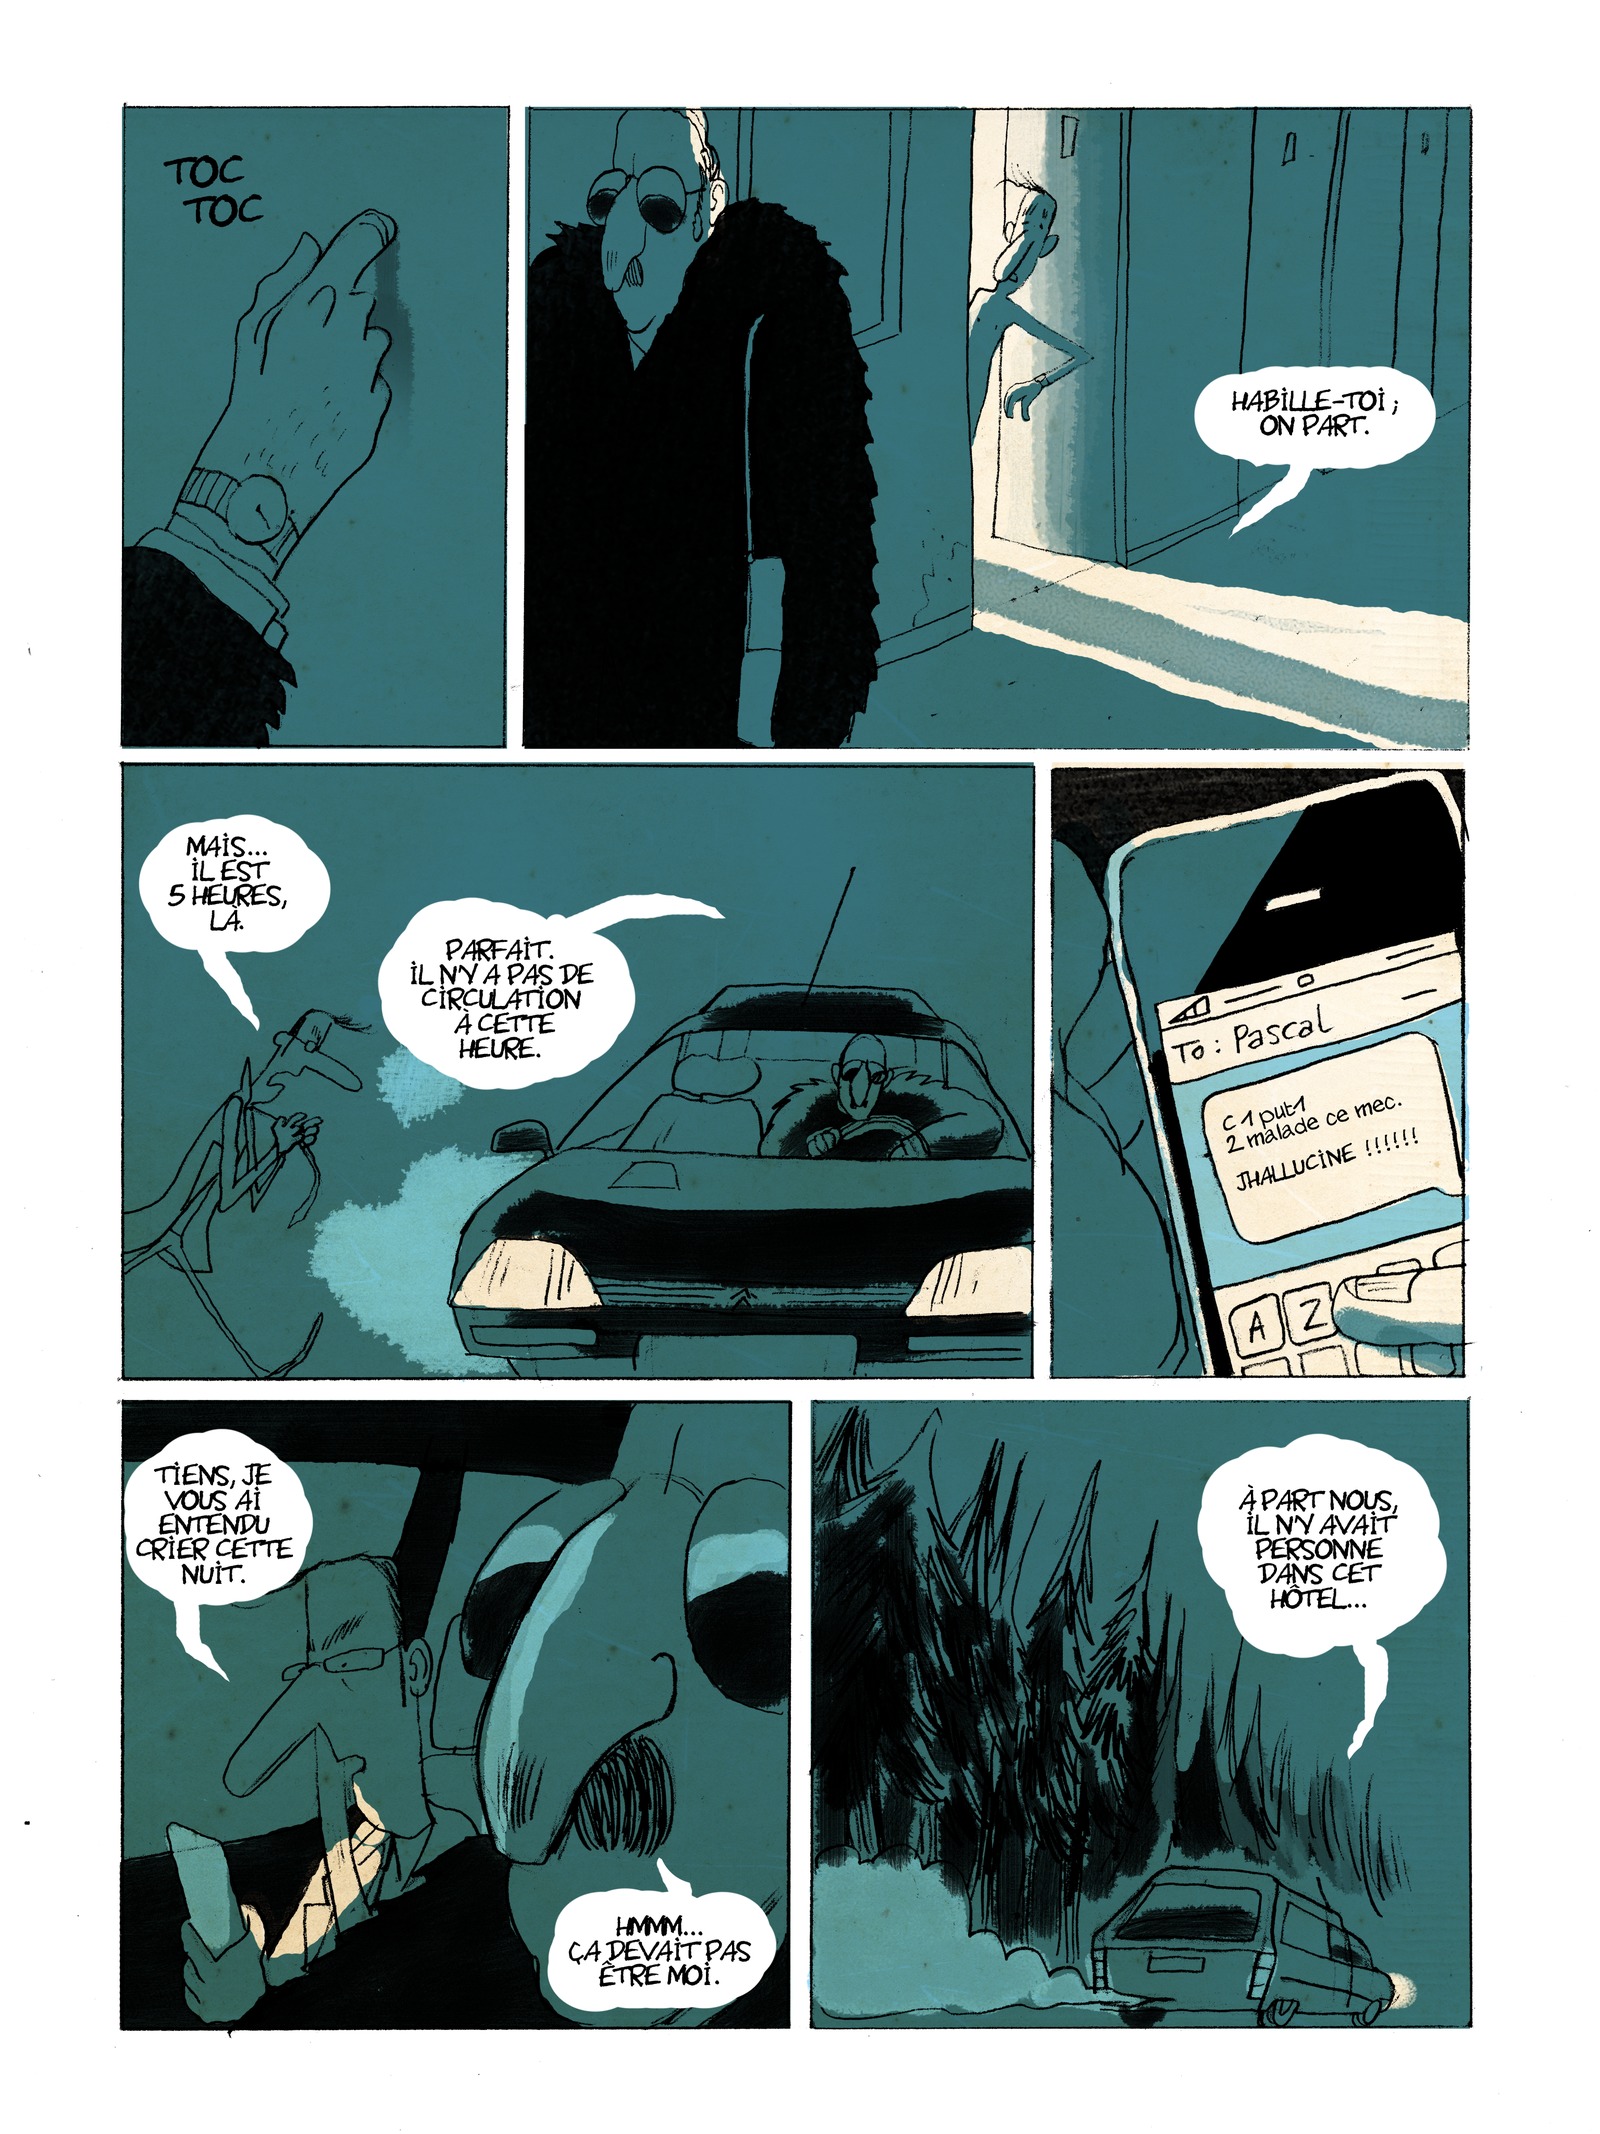 TOC
TOC
HABILLE-TOI ;
ON PART.
MAIS...
IL EST
5 HEURES,
LÀ.
PARFAIT.
IL N'Y A PAS DE
CIRCULATION
À CETTE
HEURE.
TO : Pascal
C 1 put1
2 malade ce mec.
JHALLUCINE !!!!!!
A Z
TIENS, JE
VOUS AI
ENTENDU
CRIER CETTE
NUIT.
HMMM...
ÇA DEVAIT PAS
ÊTRE MOI.
À PART NOUS,
IL N'Y AVAIT
PERSONNE
DANS CET
HÔTEL...